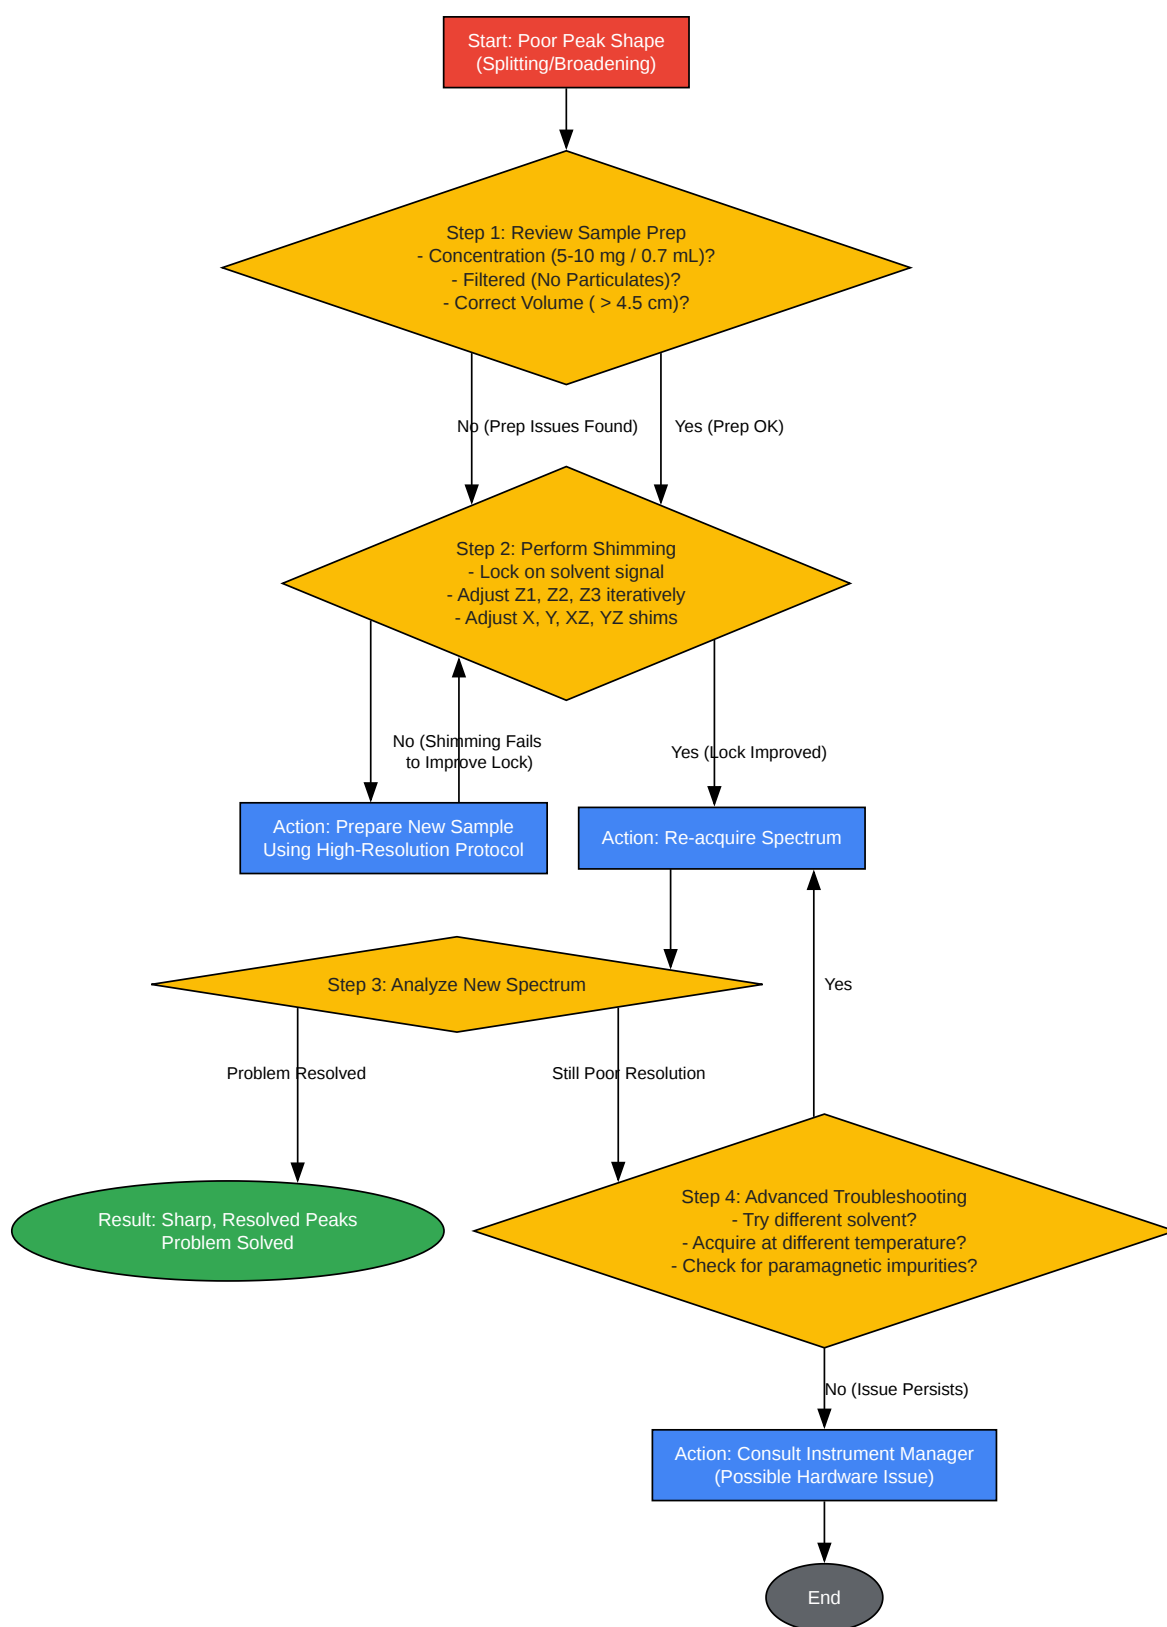 Start: Poor Peak Shape
(Splitting/Broadening)
Step 1: Review Sample Prep
- Concentration (5-10 mg / 0.7 mL)?
- Filtered (No Particulates)?
- Correct Volume ( > 4.5 cm)?
No (Prep Issues Found)
Yes (Prep OK)
Step 2: Perform Shimming
- Lock on solvent signal
- Adjust Z1, Z2, Z3 iteratively
- Adjust X, Y, XZ, YZ shims
No (Shimming Fails
to Improve Lock)
Yes (Lock Improved)
Action: Prepare New Sample
Using High-Resolution Protocol
Action: Re-acquire Spectrum
Step 3: Analyze New Spectrum
Yes
Problem Resolved
Still Poor Resolution
Result: Sharp, Resolved Peaks
Problem Solved
Step 4: Advanced Troubleshooting
- Try different solvent?
- Acquire at different temperature?
- Check for paramagnetic impurities?
No (Issue Persists)
Action: Consult Instrument Manager
(Possible Hardware Issue)
End